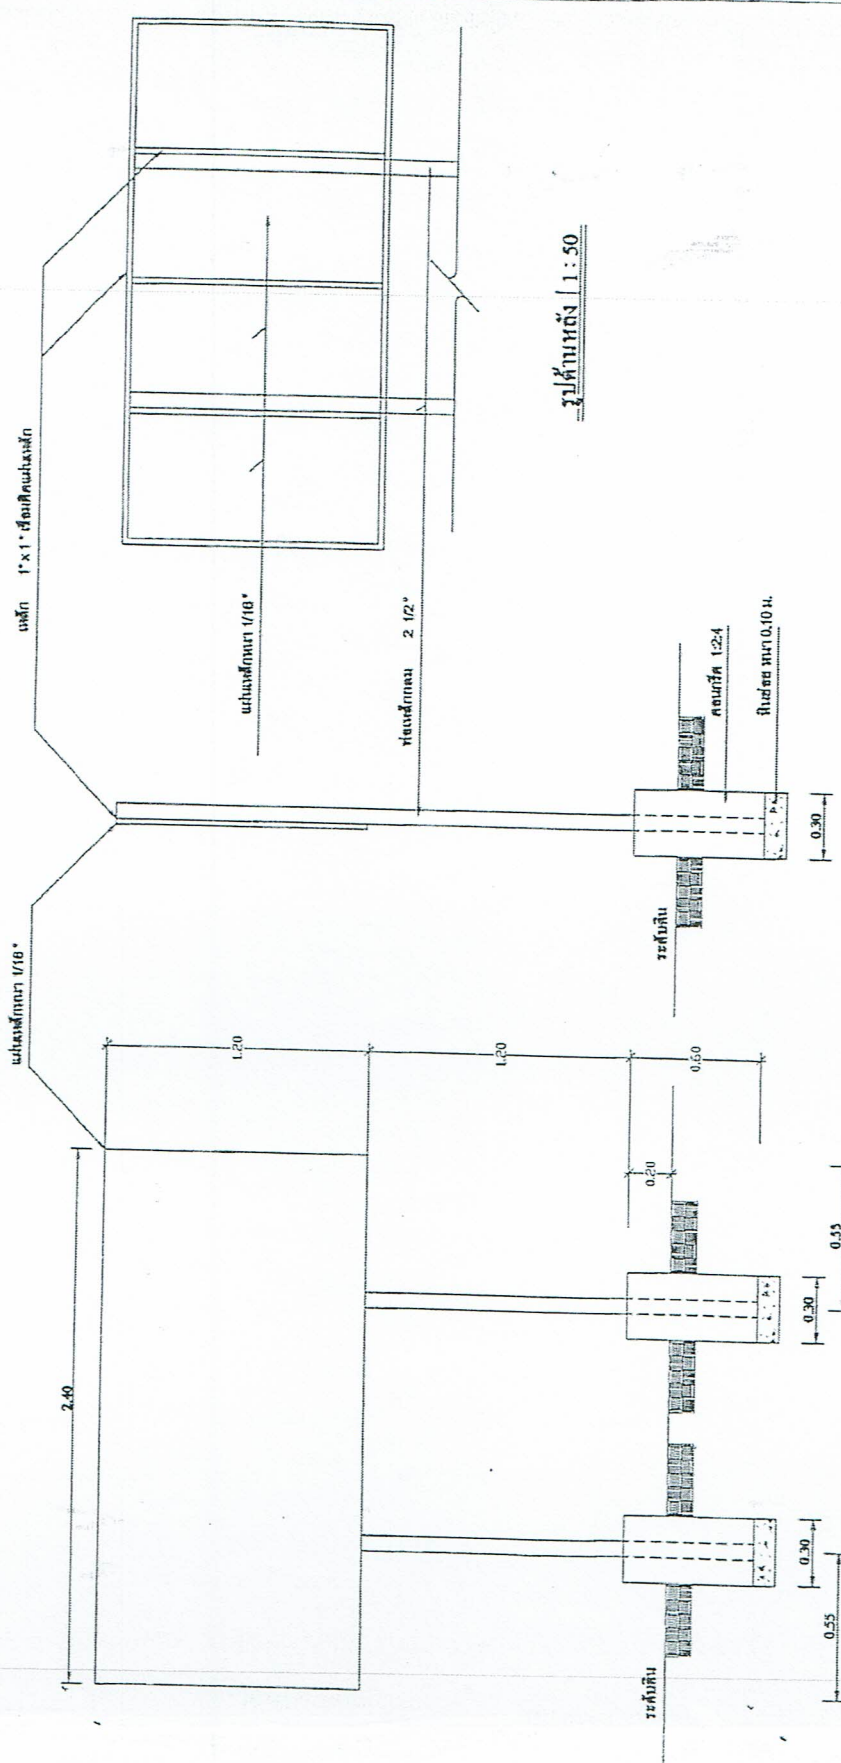 แผ่นเหล็กหนา 1/16"
เหล็ก 1"x1" เชื่อมติดแผ่นเหล็ก
2.40
1.20
1.20
0.60
0.20
แผ่นเหล็กหนา 1/16"
ท่อเหล็กกลม 2 1/2"
รูปด้านหลัง 1 : 50
ระดับดิน
ระดับดิน
คอนกรีต 1:2:4
หินย่อย หนา 0.10 ม.
0.55
0.30
0.30
0.55
0.30